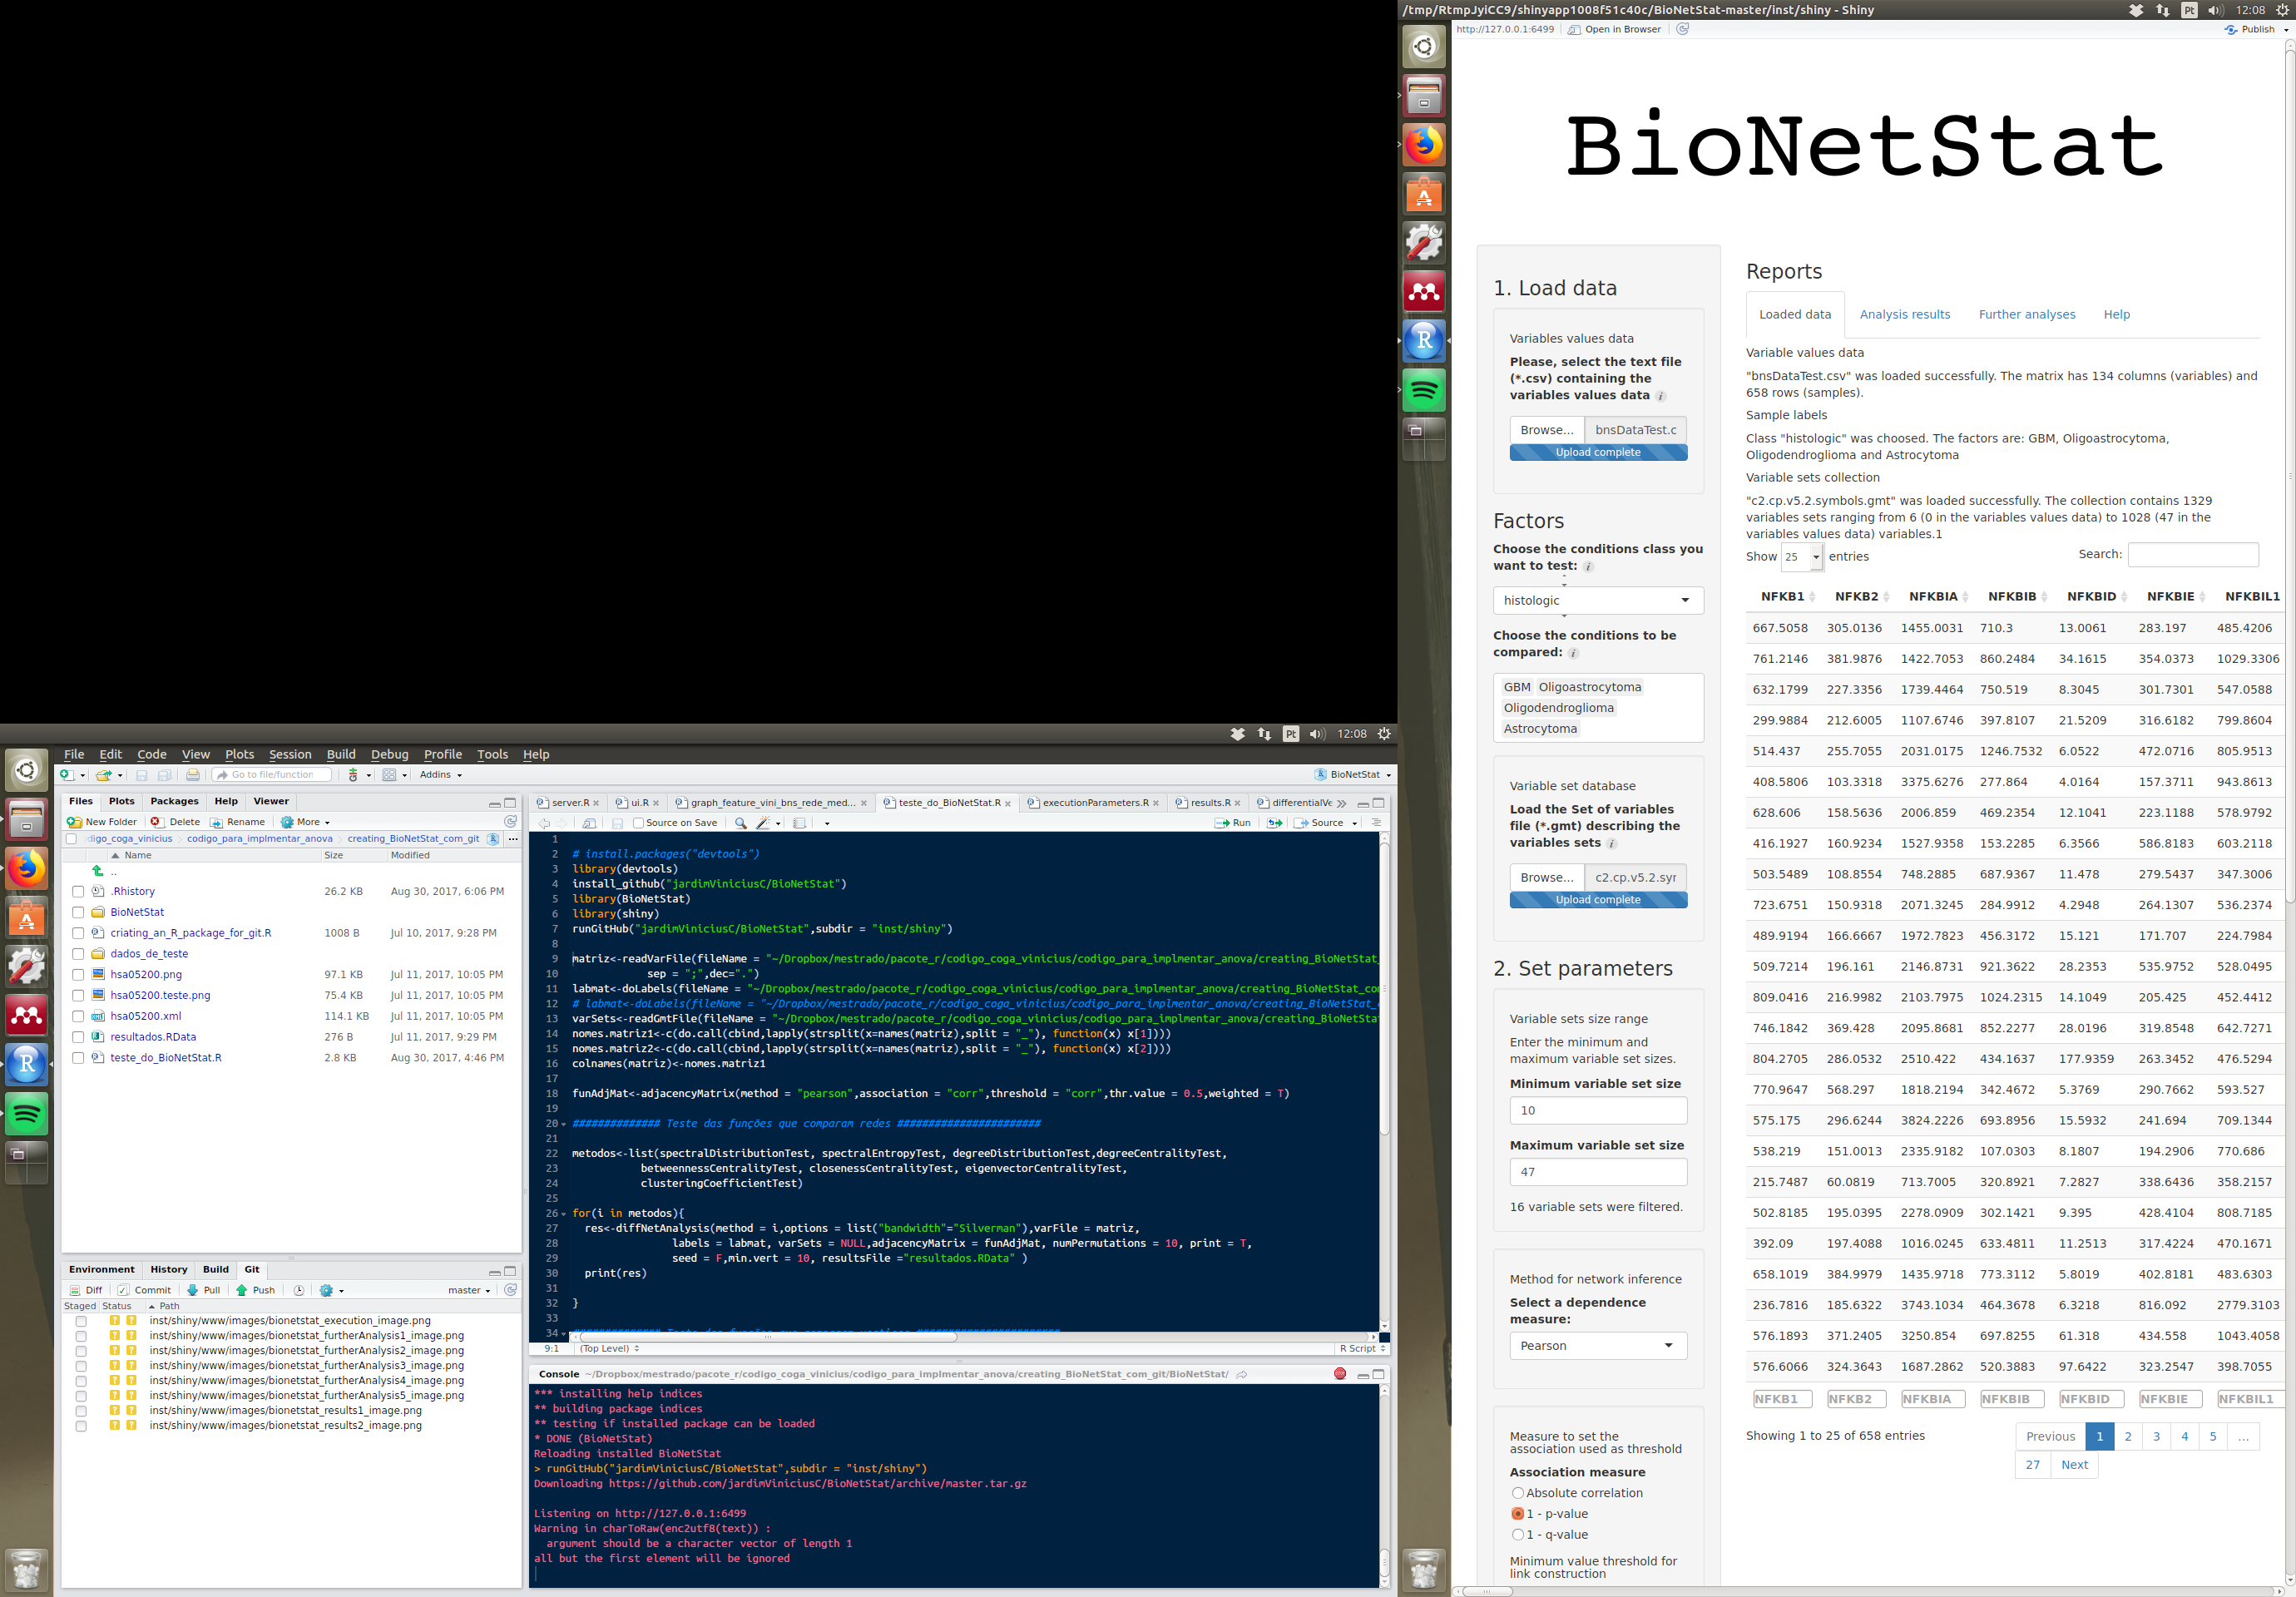 Pt 12:08
File Edit Code View Plots Session Build Debug Profile Tools Help
Go to file/function Addins BioNetStat
Files Plots Packages Help Viewer
New Folder Delete Rename More
digo_coga_vinicius codigo_para_implmentar_anova creating_BioNetStat_com_git ...
Name Size Modified
..
.Rhistory 26.2 KB Aug 30, 2017, 6:06 PM
BioNetStat
criating_an_R_package_for_git.R 1008 B Jul 10, 2017, 9:28 PM
dados_de_teste
hsa05200.png 97.1 KB Jul 11, 2017, 10:05 PM
hsa05200.teste.png 75.4 KB Jul 11, 2017, 10:05 PM
hsa05200.xml 114.1 KB Jul 11, 2017, 10:05 PM
resultados.RData 276 B Jul 11, 2017, 9:29 PM
teste_do_BioNetStat.R 2.8 KB Aug 30, 2017, 4:46 PM
Environment History Build Git
Diff Commit Pull Push master
Staged Status Path
? ? inst/shiny/www/images/bionetstat_execution_image.png
? ? inst/shiny/www/images/bionetstat_furtherAnalysis1_image.png
? ? inst/shiny/www/images/bionetstat_furtherAnalysis2_image.png
? ? inst/shiny/www/images/bionetstat_furtherAnalysis3_image.png
? ? inst/shiny/www/images/bionetstat_furtherAnalysis4_image.png
? ? inst/shiny/www/images/bionetstat_furtherAnalysis5_image.png
? ? inst/shiny/www/images/bionetstat_results1_image.png
? ? inst/shiny/www/images/bionetstat_results2_image.png
server.R ui.R graph_feature_vini_bns_rede_med... teste_do_BioNetStat.R executionParameters.R results.R differentialVe
Source on Save Run Source
1
2 # install.packages("devtools")
3 library(devtools)
4 install_github("jardimViniciusC/BioNetStat")
5 library(BioNetStat)
6 library(shiny)
7 runGitHub("jardimViniciusC/BioNetStat",subdir = "inst/shiny")
8
9 matriz<-readVarFile(fileName = "~/Dropbox/mestrado/pacote_r/codigo_coga_vinicius/codigo_para_implmentar_anova/creating_BioNetStat_
10 sep = ";",dec=".")
11 labmat<-doLabels(fileName = "~/Dropbox/mestrado/pacote_r/codigo_coga_vinicius/codigo_para_implmentar_anova/creating_BioNetStat_co
12 # labmat<-doLabels(fileName = "~/Dropbox/mestrado/pacote_r/codigo_coga_vinicius/codigo_para_implmentar_anova/creating_BioNetStat_
13 varSets<-readGmtFile(fileName = "~/Dropbox/mestrado/pacote_r/codigo_coga_vinicius/codigo_para_implmentar_anova/creating_BioNetStat
14 nomes.matriz1<-c(do.call(cbind,lapply(strsplit(x=names(matriz),split = "_"), function(x) x[1])))
15 nomes.matriz2<-c(do.call(cbind,lapply(strsplit(x=names(matriz),split = "_"), function(x) x[2])))
16 colnames(matriz)<-nomes.matriz1
17
18 funAdjMat<-adjacencyMatrix(method = "pearson",association = "corr",threshold = "corr",thr.value = 0.5,weighted = T)
19
20 ############## Teste das funções que comparam redes #######################
21
22 metodos<-list(spectralDistributionTest, spectralEntropyTest, degreeDistributionTest,degreeCentralityTest,
23 betweennessCentralityTest, closenessCentralityTest, eigenvectorCentralityTest,
24 clusteringCoefficientTest)
25
26 for(i in metodos){
27 res<-diffNetAnalysis(method = i,options = list("bandwidth"="Silverman"),varFile = matriz,
28 labels = labmat, varSets = NULL,adjacencyMatrix = funAdjMat, numPermutations = 10, print = T,
29 seed = F,min.vert = 10, resultsFile ="resultados.RData" )
30 print(res)
31
32 }
33
34
9:1 (Top Level) R Script
Console ~/Dropbox/mestrado/pacote_r/codigo_coga_vinicius/codigo_para_implmentar_anova/creating_BioNetStat_com_git/BioNetStat/
*** installing help indices
** building package indices
** testing if installed package can be loaded
* DONE (BioNetStat)
Reloading installed BioNetStat
> runGitHub("jardimViniciusC/BioNetStat",subdir = "inst/shiny")
Downloading https://github.com/jardimViniciusC/BioNetStat/archive/master.tar.gz
Listening on http://127.0.0.1:6499
Warning in charToRaw(enc2utf8(text)) :
argument should be a character vector of length 1
all but the first element will be ignored
/tmp/RtmpJyiCC9/shinyapp1008f51c40c/BioNetStat-master/inst/shiny - Shiny Pt 12:08
http://127.0.0.1:6499 Open in Browser Publish
BioNetStat
1. Load data
Variables values data
Please, select the text file
(*.csv) containing the
variables values data i
Browse... bnsDataTest.c
Upload complete
Factors
Choose the conditions class you
want to test: i
histologic
Choose the conditions to be
compared: i
GBM Oligoastrocytoma
Oligodendroglioma
Astrocytoma
Variable set database
Load the Set of variables
file (*.gmt) describing the
variables sets i
Browse... c2.cp.v5.2.syr
Upload complete
2. Set parameters
Variable sets size range
Enter the minimum and
maximum variable set sizes.
Minimum variable set size
10
Maximum variable set size
47
16 variable sets were filtered.
Method for network inference
Select a dependence
measure:
Pearson
Measure to set the
association used as threshold
Association measure
Absolute correlation
1 - p-value
1 - q-value
Minimum value threshold for
link construction
Reports
Loaded data Analysis results Further analyses Help
Variable values data
"bnsDataTest.csv" was loaded successfully. The matrix has 134 columns (variables) and
658 rows (samples).
Sample labels
Class "histologic" was choosed. The factors are: GBM, Oligoastrocytoma,
Oligodendroglioma and Astrocytoma
Variable sets collection
"c2.cp.v5.2.symbols.gmt" was loaded successfully. The collection contains 1329
variables sets ranging from 6 (0 in the variables values data) to 1028 (47 in the
variables values data) variables.1
Show 25 entries Search:
NFKB1 NFKB2 NFKBIA NFKBIB NFKBID NFKBIE NFKBIL1
667.5058 305.0136 1455.0031 710.3 13.0061 283.197 485.4206
761.2146 381.9876 1422.7053 860.2484 34.1615 354.0373 1029.3306
632.1799 227.3356 1739.4464 750.519 8.3045 301.7301 547.0588
299.9884 212.6005 1107.6746 397.8107 21.5209 316.6182 799.8604
514.437 255.7055 2031.0175 1246.7532 6.0522 472.0716 805.9513
408.5806 103.3318 3375.6276 277.864 4.0164 157.3711 943.8613
628.606 158.5636 2006.859 469.2354 12.1041 223.1188 578.9792
416.1927 160.9234 1527.9358 153.2285 6.3566 586.8183 603.2118
503.5489 108.8554 748.2885 687.9367 11.478 279.5437 347.3006
723.6751 150.9318 2071.3245 284.9912 4.2948 264.1307 536.2374
489.9194 166.6667 1972.7823 456.3172 15.121 171.707 224.7984
509.7214 196.161 2146.8731 921.3622 28.2353 535.9752 528.0495
809.0416 216.9982 2103.7975 1024.2315 14.1049 205.425 452.4412
746.1842 369.428 2095.8681 852.2277 28.0196 319.8548 642.7271
804.2705 286.0532 2510.422 434.1637 177.9359 263.3452 476.5294
770.9647 568.297 1818.2194 342.4672 5.3769 290.7662 593.527
575.175 296.6244 3824.2226 693.8956 15.5932 241.694 709.1344
538.219 151.0013 2335.9182 107.0303 8.1807 194.2906 770.686
215.7487 60.0819 713.7005 320.8921 7.2827 338.6436 358.2157
502.8185 195.0395 2278.0909 302.1421 9.395 428.4104 808.7185
392.09 197.4088 1016.0245 633.4811 11.2513 317.4224 470.1671
658.1019 384.9979 1435.9718 773.3112 5.8019 402.8181 483.6303
236.7816 185.6322 3743.1034 464.3678 6.3218 816.092 2779.3103
576.1893 371.2405 3250.854 697.8255 61.318 434.558 1043.4058
576.6066 324.3643 1687.2862 520.3883 97.6422 323.2547 398.7055
NFKB1 NFKB2 NFKBIA NFKBIB NFKBID NFKBIE NFKBIL1
Showing 1 to 25 of 658 entries Previous 1 2 3 4 5 ...
27 Next